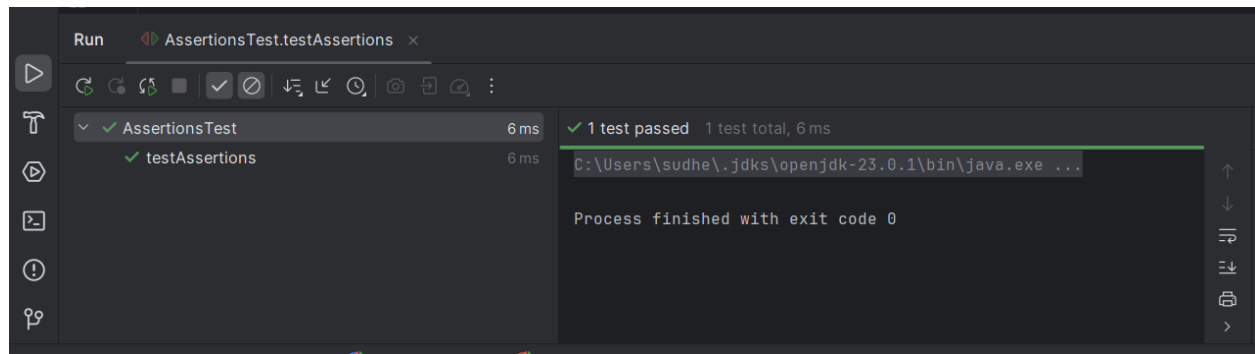 Run AssertionsTest.testAssertions ×
AssertionsTest 6 ms
testAssertions 6 ms
1 test passed 1 test total, 6 ms
C:\Users\sudhe\.jdks\openjdk-23.0.1\bin\java.exe ...
Process finished with exit code 0